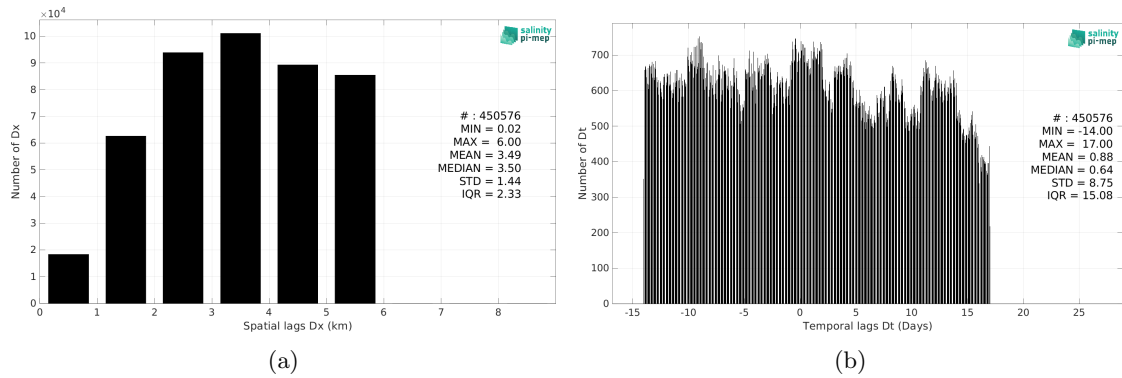 ×10⁴
10
9
8
7
6
5
4
3
2
1
0
Number of Dx
0 1 2 3 4 5 6 7 8
Spatial lags Dx (km)
salinity
pi-mep
# : 450576
MIN = 0.02
MAX = 6.00
MEAN = 3.49
MEDIAN = 3.50
STD = 1.44
IQR = 2.33
(a)
700
600
500
400
300
200
100
0
Number of Dt
-15 -10 -5 0 5 10 15 20 25
Temporal lags Dt (Days)
salinity
pi-mep
# : 450576
MIN = -14.00
MAX = 17.00
MEAN = 0.88
MEDIAN = 0.64
STD = 8.75
IQR = 15.08
(b)